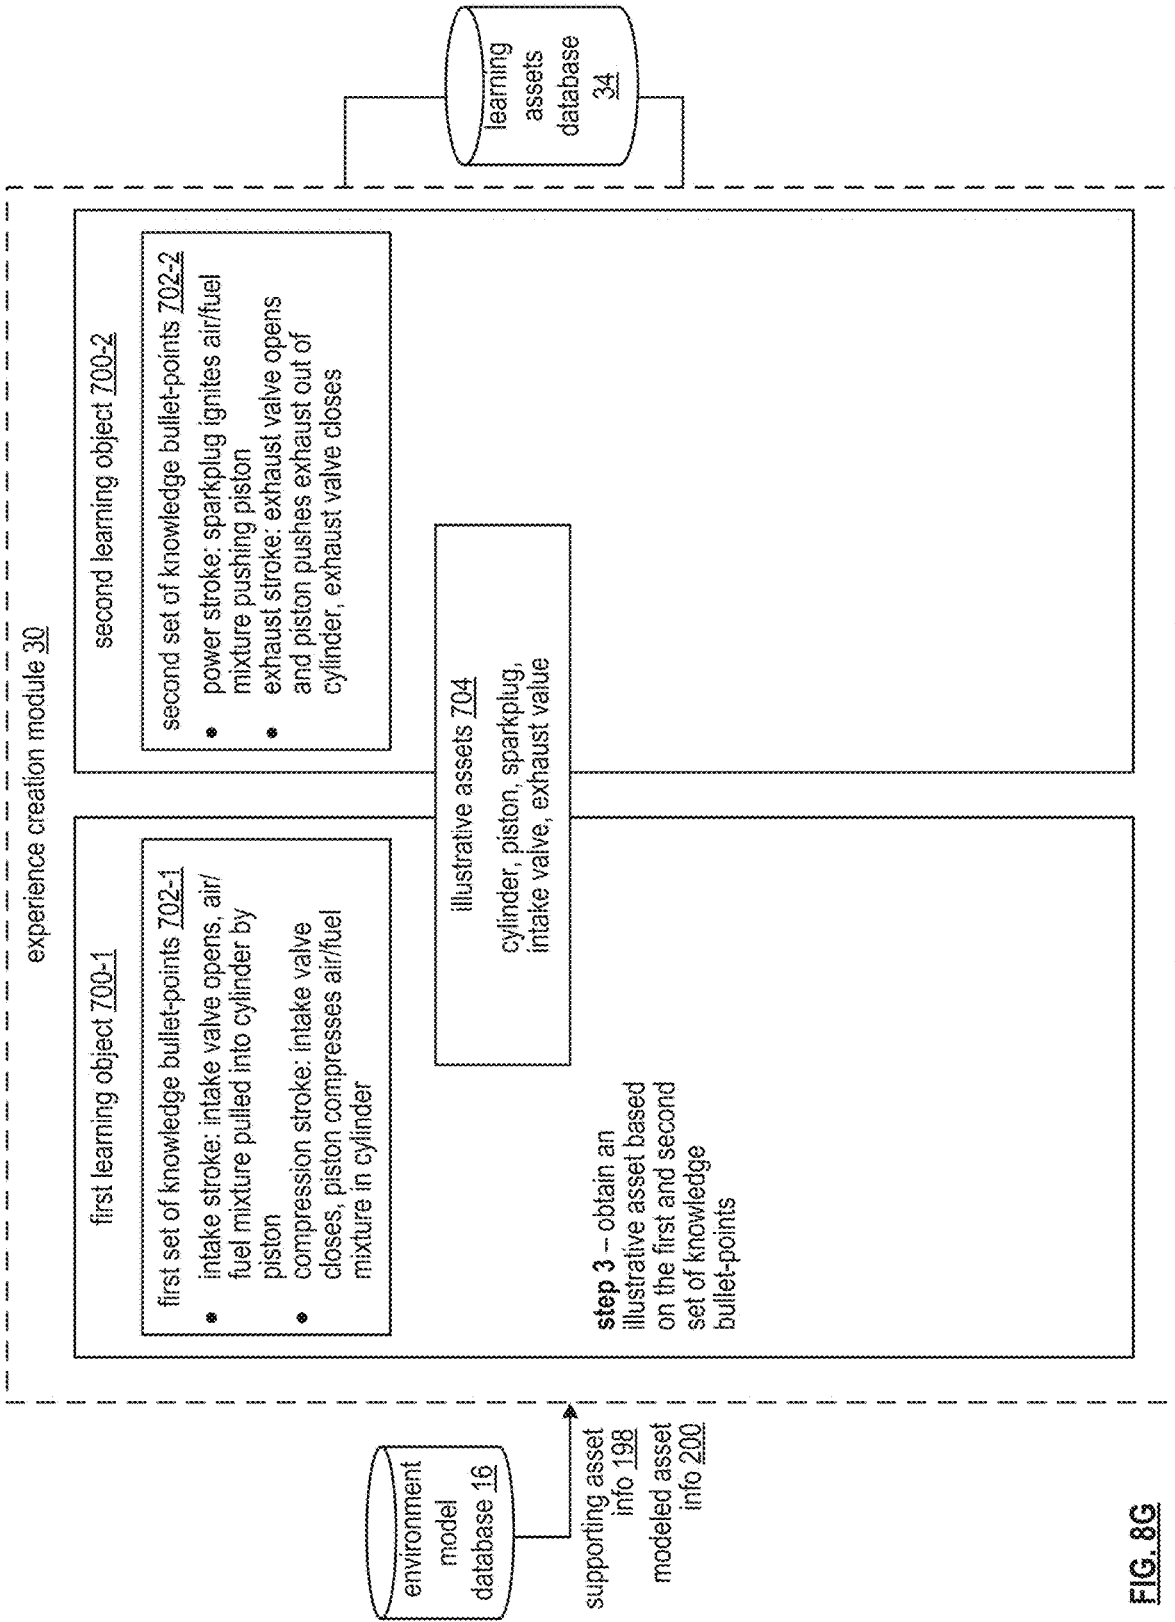 experience creation module 30
first learning object 700-1
first set of knowledge bullet-points 702-1
• intake stroke: intake valve opens, air/
fuel mixture pulled into cylinder by
piston
• compression stroke: intake valve
closes, piston compresses air/fuel
mixture in cylinder
second learning object 700-2
second set of knowledge bullet-points 702-2
• power stroke: sparkplug ignites air/fuel
mixture pushing piston
• exhaust stroke: exhaust valve opens
and piston pushes exhaust out of
cylinder, exhaust valve closes
illustrative assets 704
cylinder, piston, sparkplug,
intake valve, exhaust value
step 3 – obtain an
illustrative asset based
on the first and second
set of knowledge
bullet-points
environment
model
database 16
supporting asset
info 198
modeled asset
info 200
learning
assets
database
34
FIG. 8G